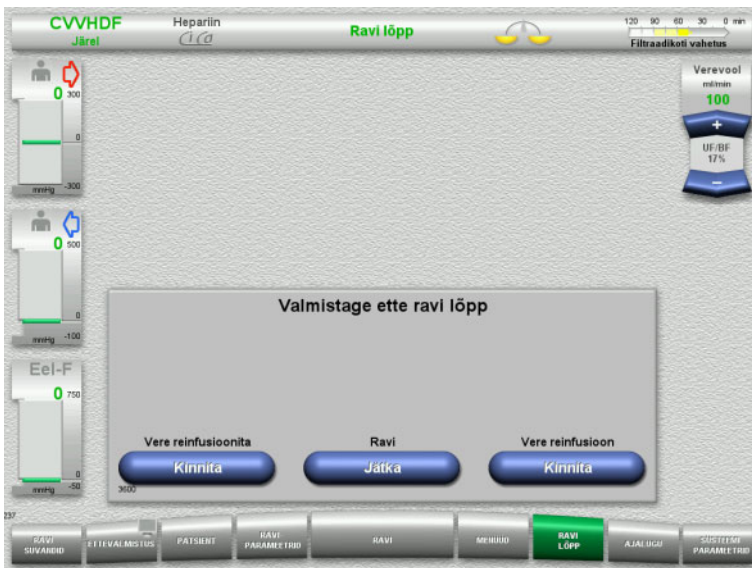 CVVHDF
Järel
Hepariin
Ci Ca
Ravi lõpp
120 90 60 30 0 min
Filtraadikoti vahetus
0
300
0
mmHg -300
Verevool
ml/min
100
+
UF/BF
17%
−
0
500
0
mmHg -100
Eel-F
0
750
0
mmHg -50
Valmistage ette ravi lõpp
Vere reinfusioonita
Kinnita
Ravi
Jätka
Vere reinfusioon
Kinnita
3600
237
RAVI
SUVANDID
ETTEVALMISTUS
PATSIENT
RAVI-
PARAMEETRID
RAVI
MENÜÜD
RAVI
LÕPP
AJALUGU
SÜSTEEMI
PARAMEETRID